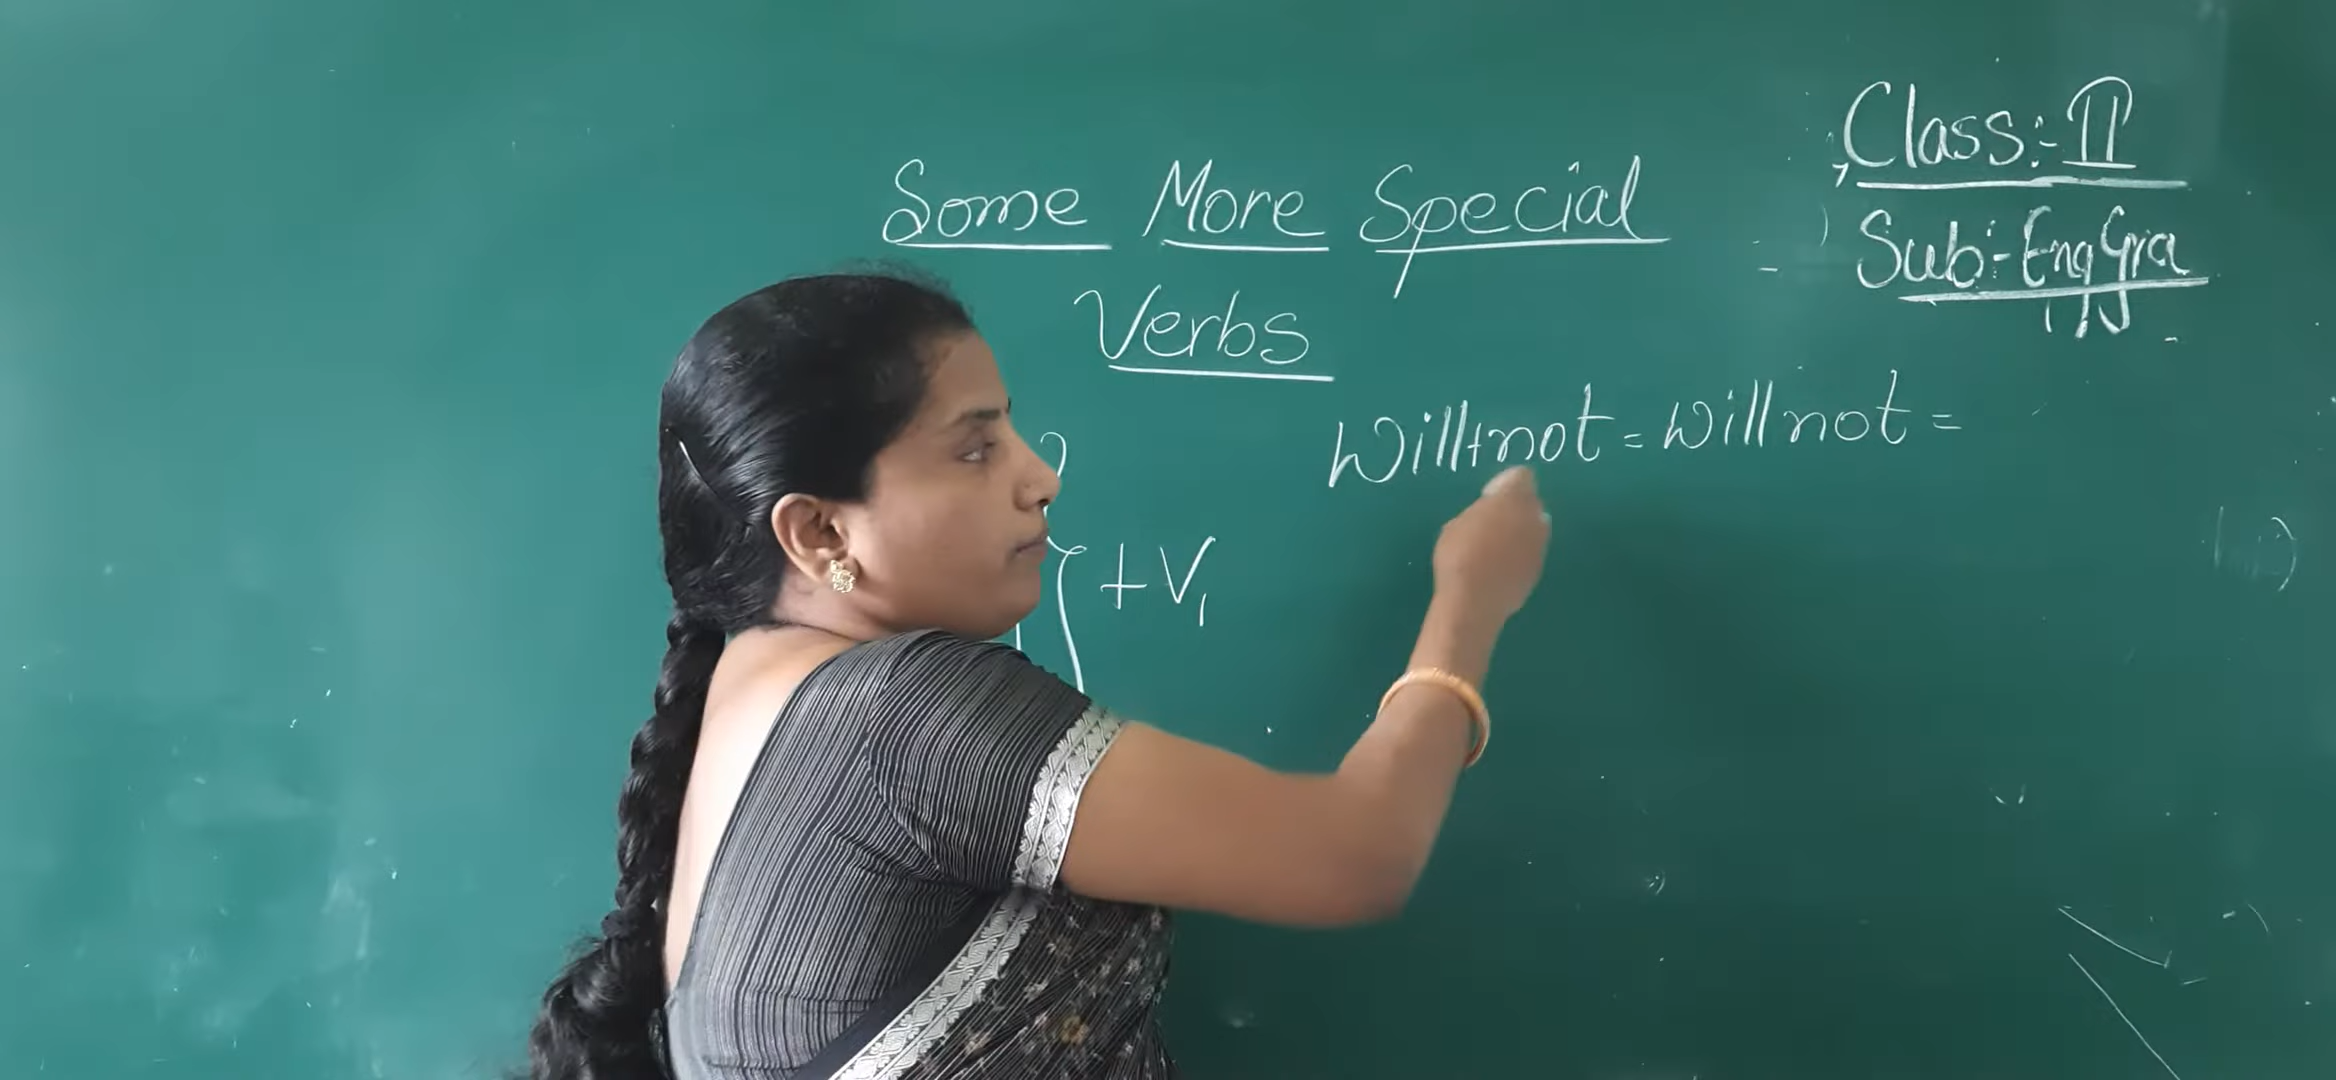 Class:- II
Sub:- Eng Gra
Some More Special
Verbs
Will+not = Will not =
+ V1